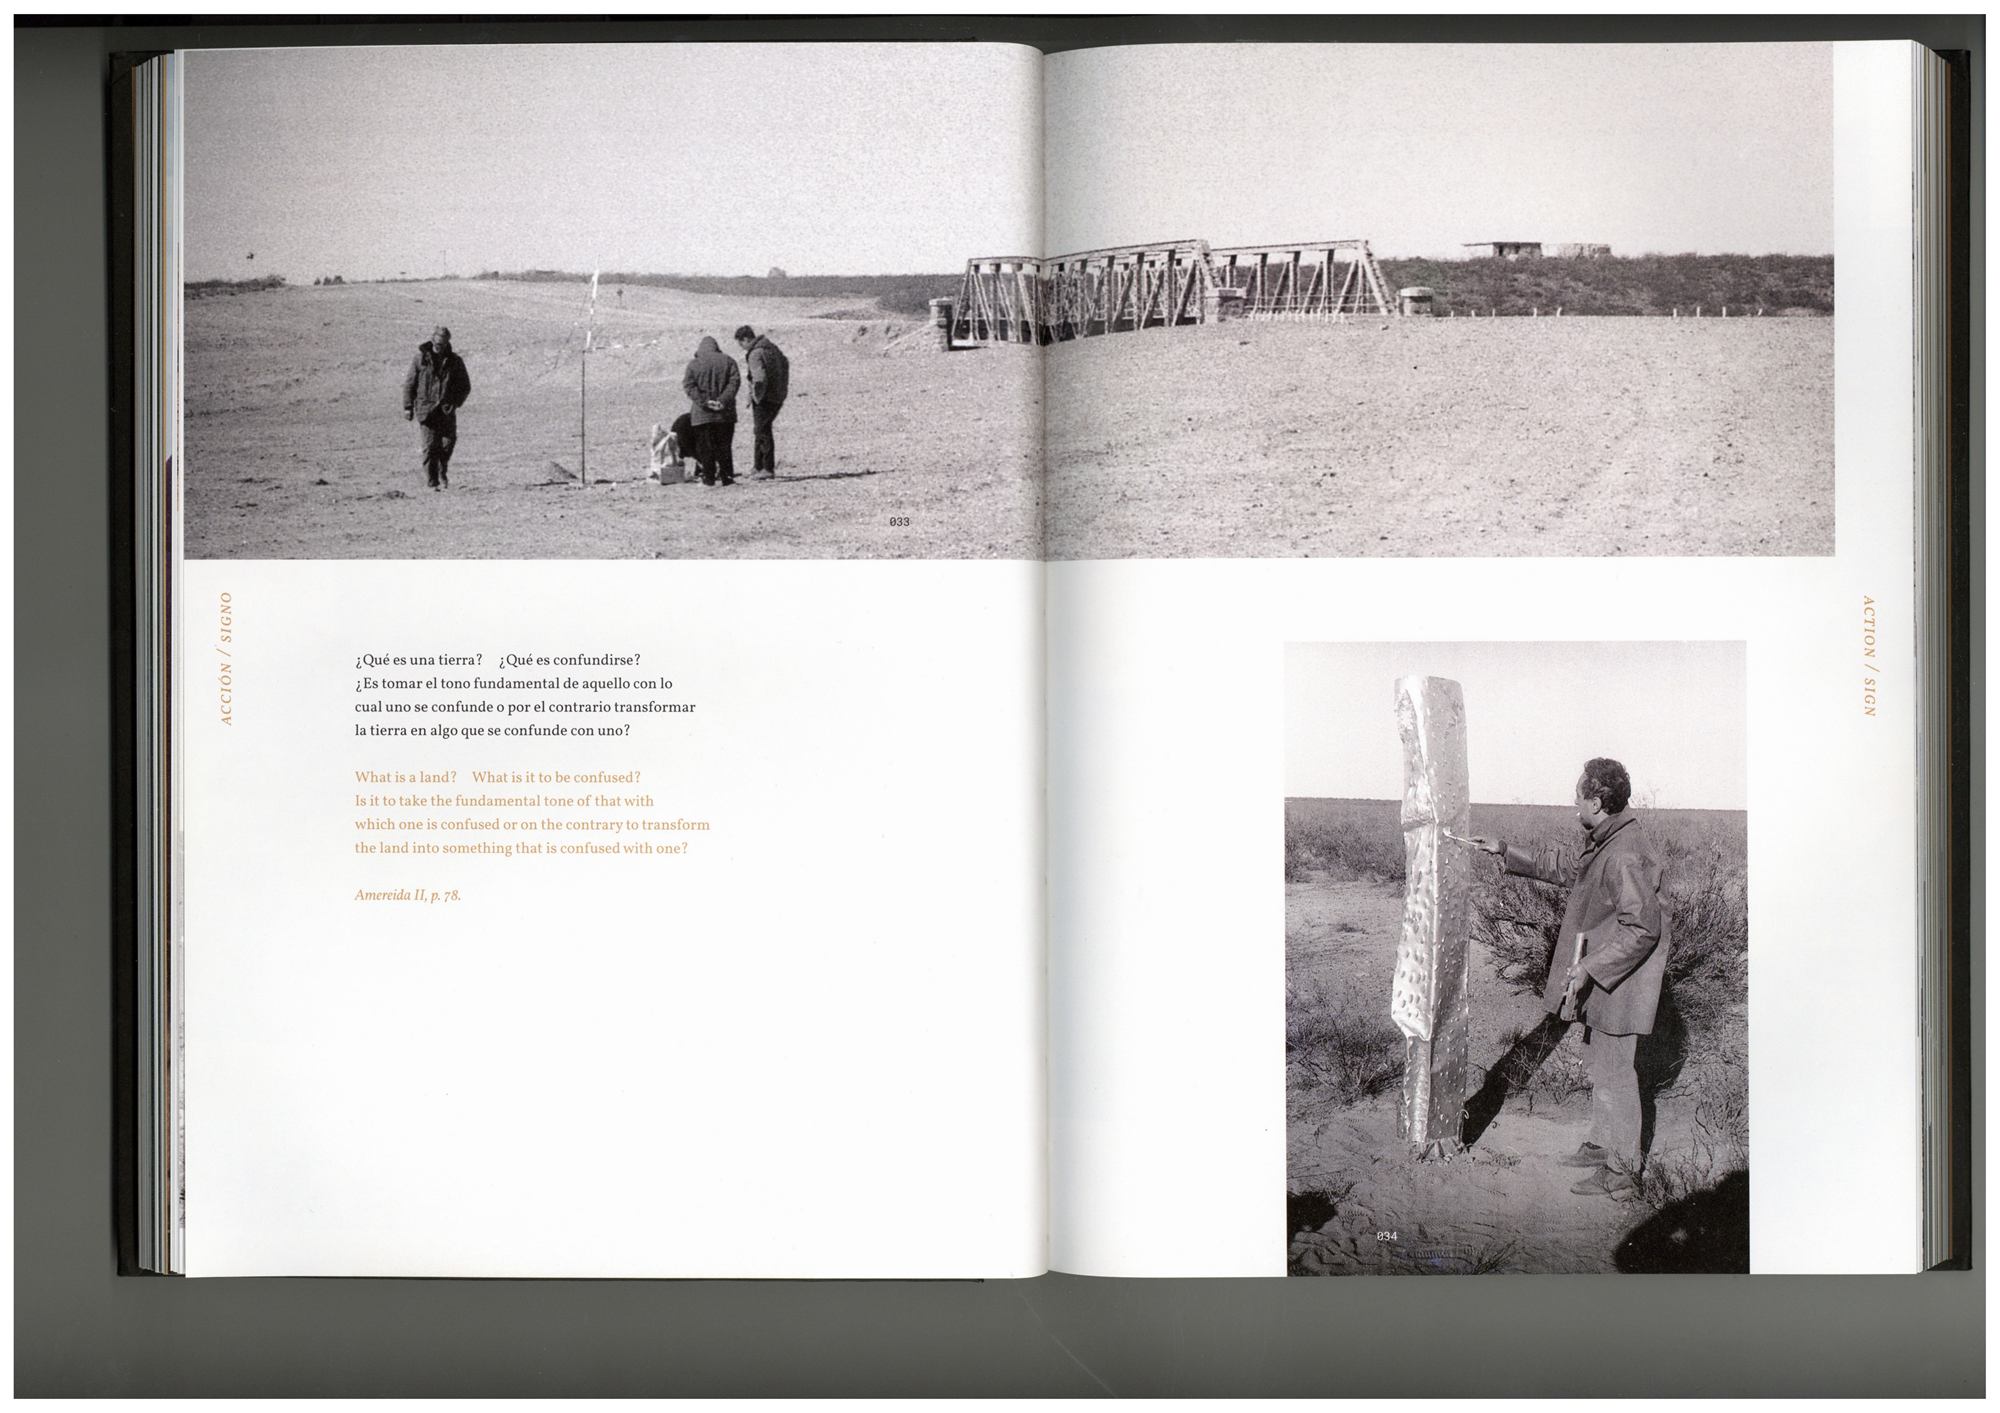 033
ACCIÓN / SIGNO
¿Qué es una tierra? ¿Qué es confundirse?
¿Es tomar el tono fundamental de aquello con lo
cual uno se confunde o por el contrario transformar
la tierra en algo que se confunde con uno?
What is a land? What is it to be confused?
Is it to take the fundamental tone of that with
which one is confused or on the contrary to transform
the land into something that is confused with one?
Amereida II, p. 78.
ACTION / SIGN
034